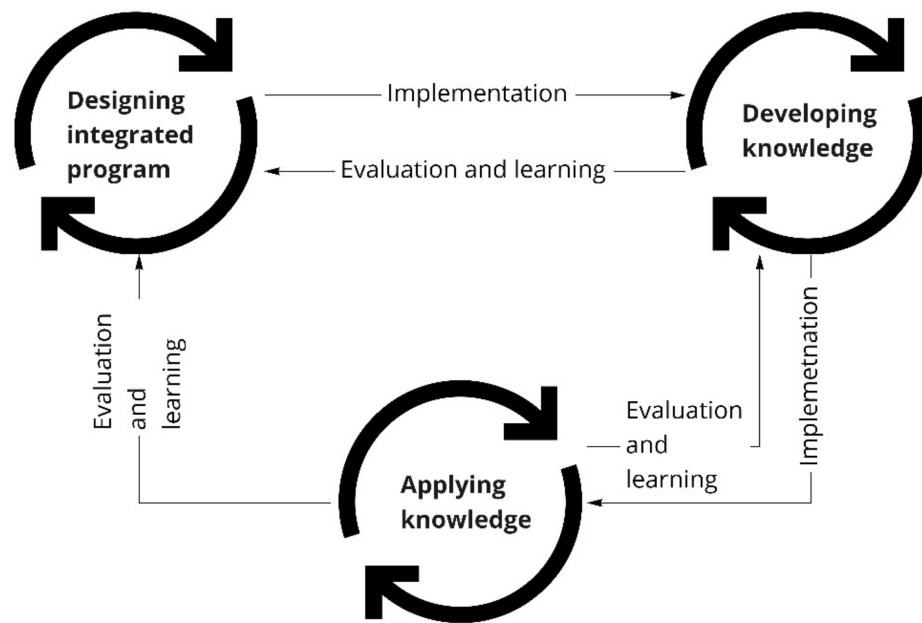 Designing
integrated
program
Implementation
Evaluation and learning
Developing
knowledge
Evaluation
and
learning
Applying
knowledge
Evaluation
and
learning
Implemetnation